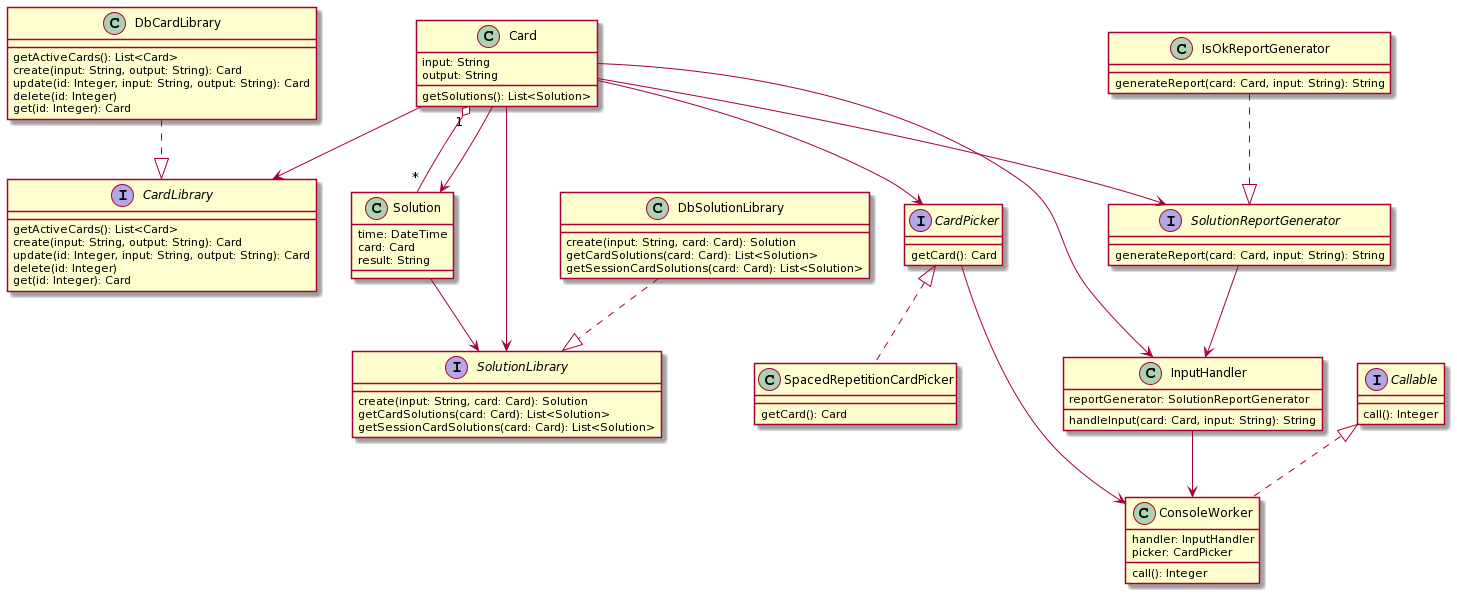 C DbCardLibrary
getActiveCards(): List<Card>
create(input: String, output: String): Card
update(id: Integer, input: String, output: String): Card
delete(id: Integer)
get(id: Integer): Card
C Card
input: String
output: String
getSolutions(): List<Solution>
C IsOkReportGenerator
generateReport(card: Card, input: String): String
1
*
I CardLibrary
getActiveCards(): List<Card>
create(input: String, output: String): Card
update(id: Integer, input: String, output: String): Card
delete(id: Integer)
get(id: Integer): Card
C Solution
time: DateTime
card: Card
result: String
C DbSolutionLibrary
create(input: String, card: Card): Solution
getCardSolutions(card: Card): List<Solution>
getSessionCardSolutions(card: Card): List<Solution>
I CardPicker
getCard(): Card
I SolutionReportGenerator
generateReport(card: Card, input: String): String
I SolutionLibrary
create(input: String, card: Card): Solution
getCardSolutions(card: Card): List<Solution>
getSessionCardSolutions(card: Card): List<Solution>
C SpacedRepetitionCardPicker
getCard(): Card
C InputHandler
reportGenerator: SolutionReportGenerator
handleInput(card: Card, input: String): String
I Callable
call(): Integer
C ConsoleWorker
handler: InputHandler
picker: CardPicker
call(): Integer